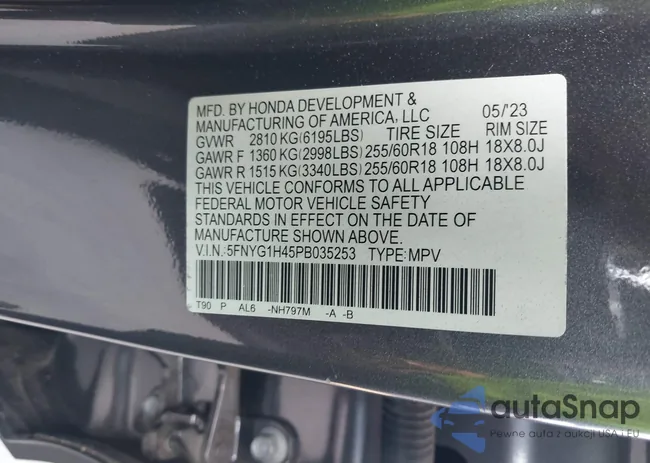 MFD. BY HONDA DEVELOPMENT &
MANUFACTURING OF AMERICA, LLC 05/'23
GVWR 2810 KG(6195LBS) TIRE SIZE RIM SIZE
GAWR F 1360 KG(2998LBS) 255/60R18 108H 18X8.0J
GAWR R 1515 KG(3340LBS) 255/60R18 108H 18X8.0J
THIS VEHICLE CONFORMS TO ALL APPLICABLE
FEDERAL MOTOR VEHICLE SAFETY
STANDARDS IN EFFECT ON THE DATE OF
MANUFACTURE SHOWN ABOVE.
V.I.N.: 5FNYG1H45PB035253 TYPE: MPV
T90 P AL6 -NH797M -A -B
autaSnap
Pewne auta z aukcji USA i EU